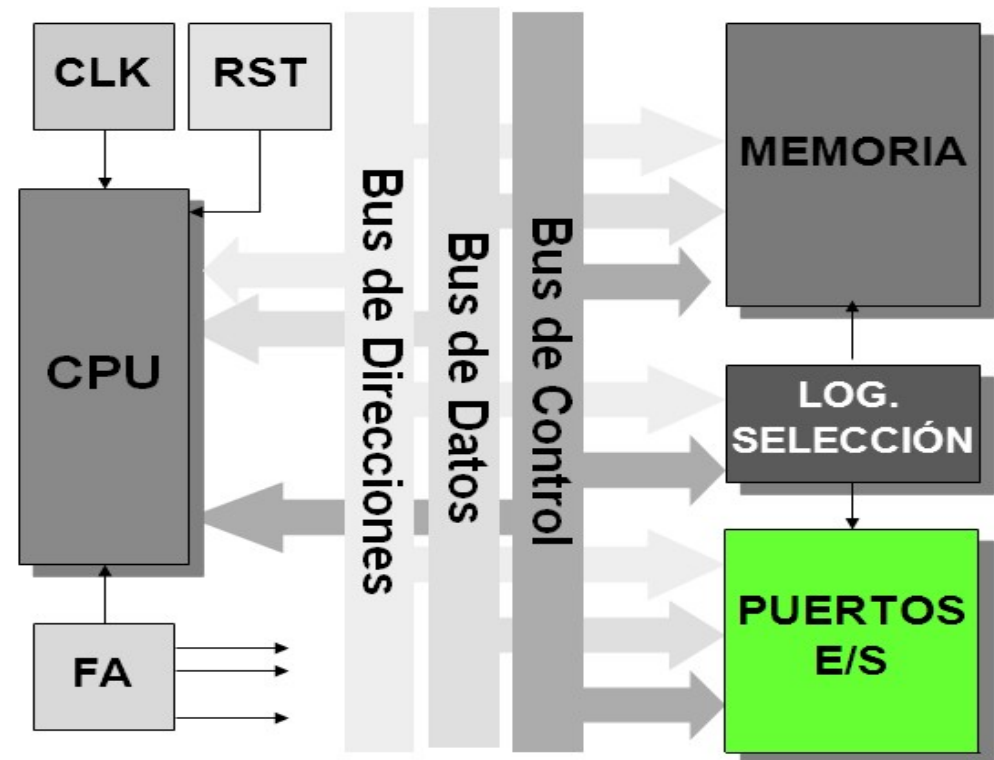 CLK
RST
MEMORIA
Bus de Direcciones
Bus de Datos
Bus de Control
CPU
LOG.
SELECCIÓN
PUERTOS
E/S
FA